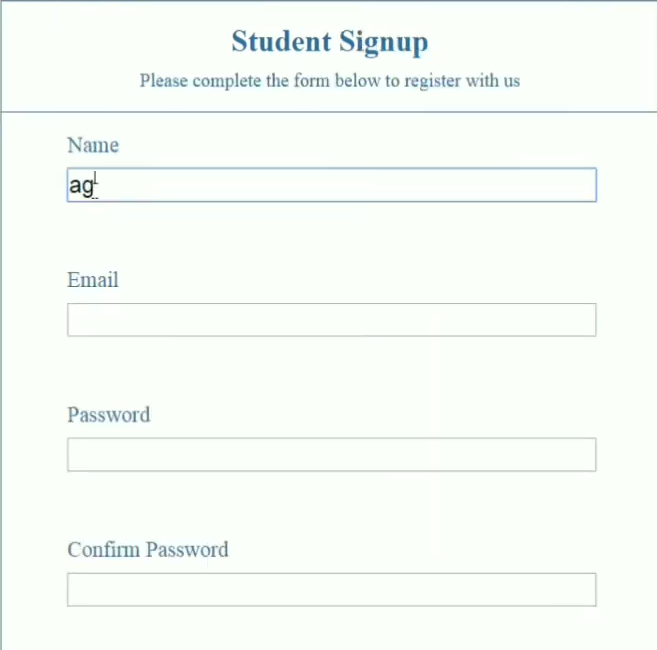 Student Signup
Please complete the form below to register with us
Name
ag
Email
Password
Confirm Password